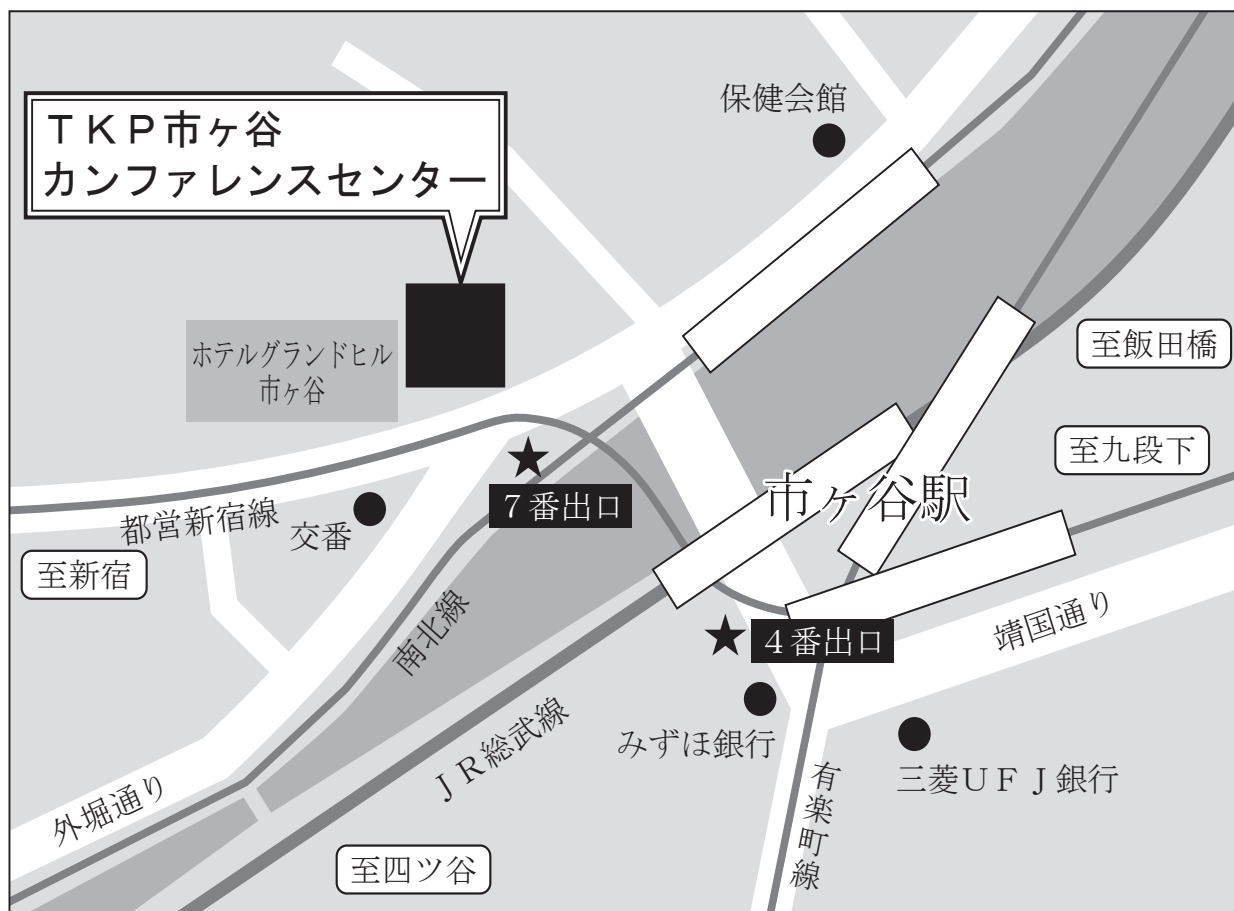 保健会館
ＴＫＰ市ヶ谷
カンファレンスセンター
ホテルグランドヒル
市ヶ谷
至飯田橋
至九段下
市ヶ谷駅
７番出口
都営新宿線
交番
至新宿
南北線
４番出口
靖国通り
みずほ銀行
ＪＲ総武線
三菱ＵＦＪ銀行
有楽町線
外堀通り
至四ツ谷